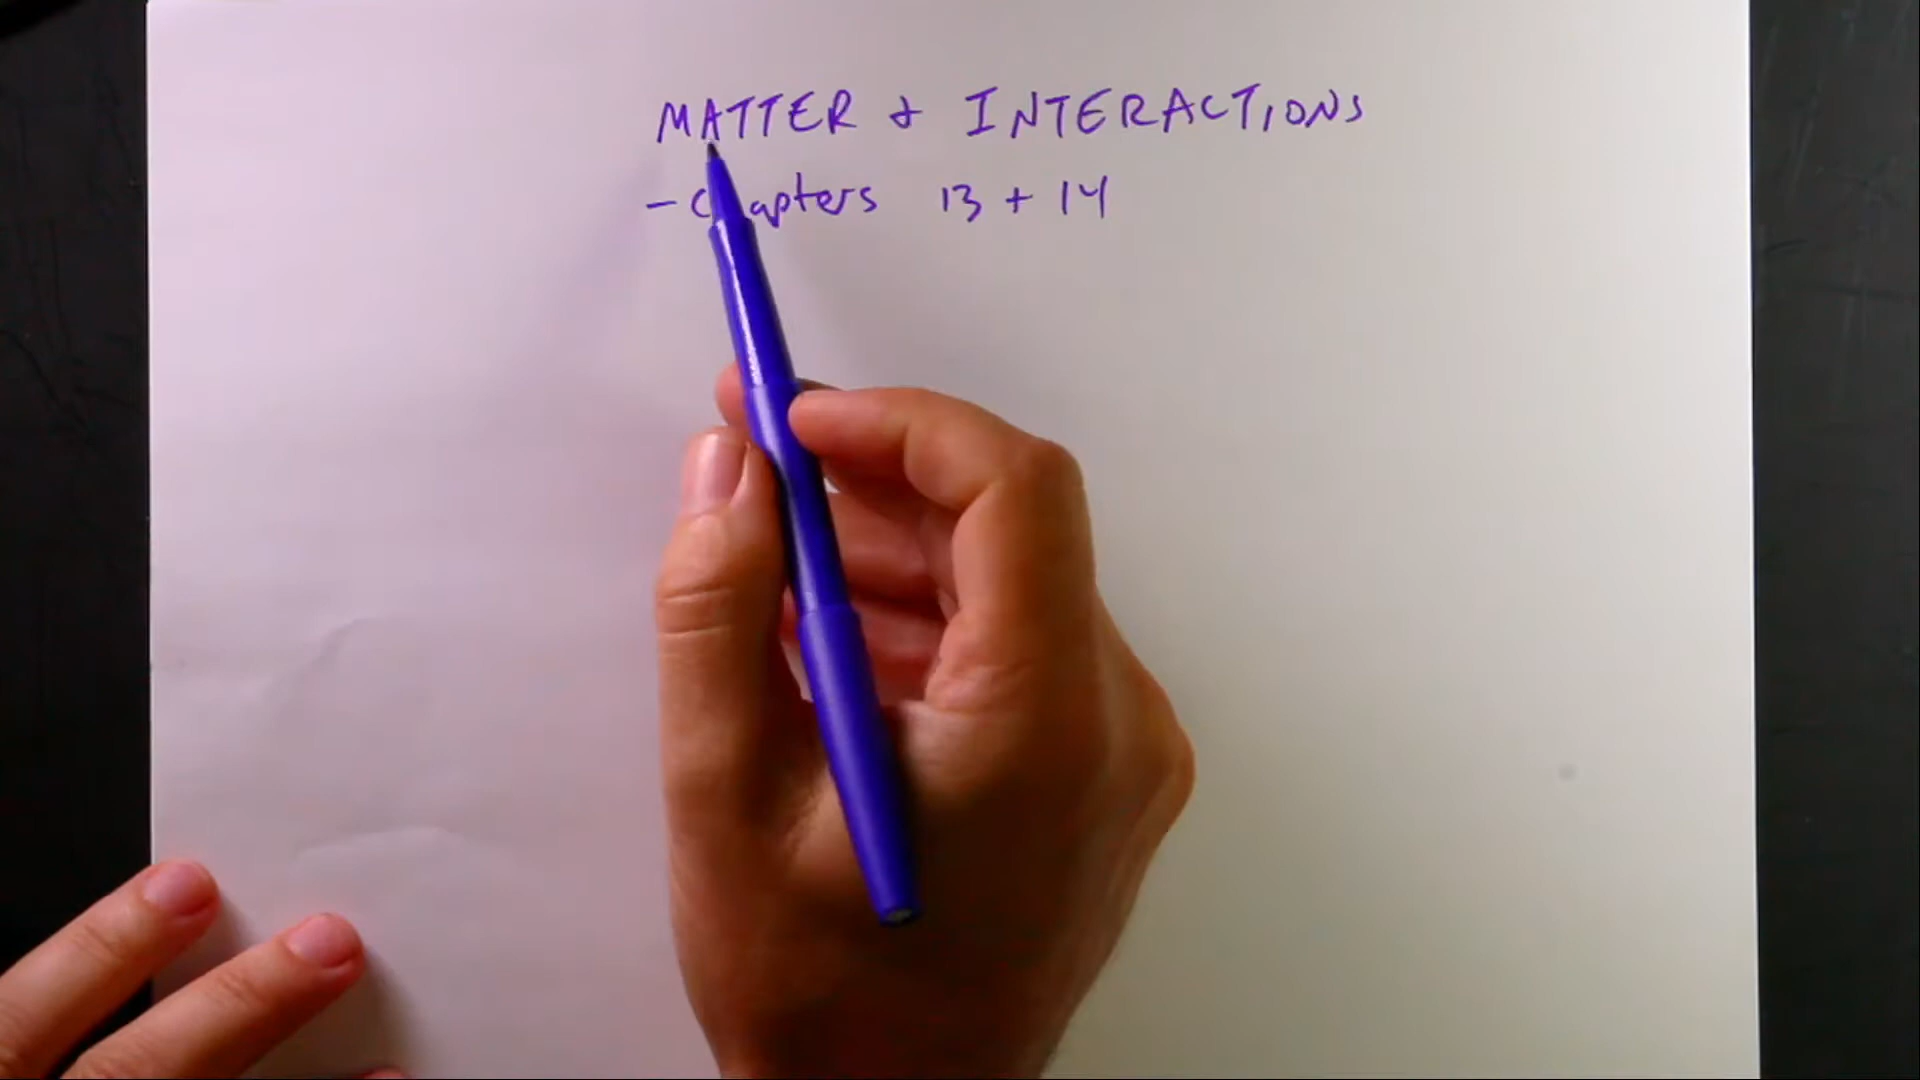 MATTER & INTERACTIONS
- Chapters 13 + 14